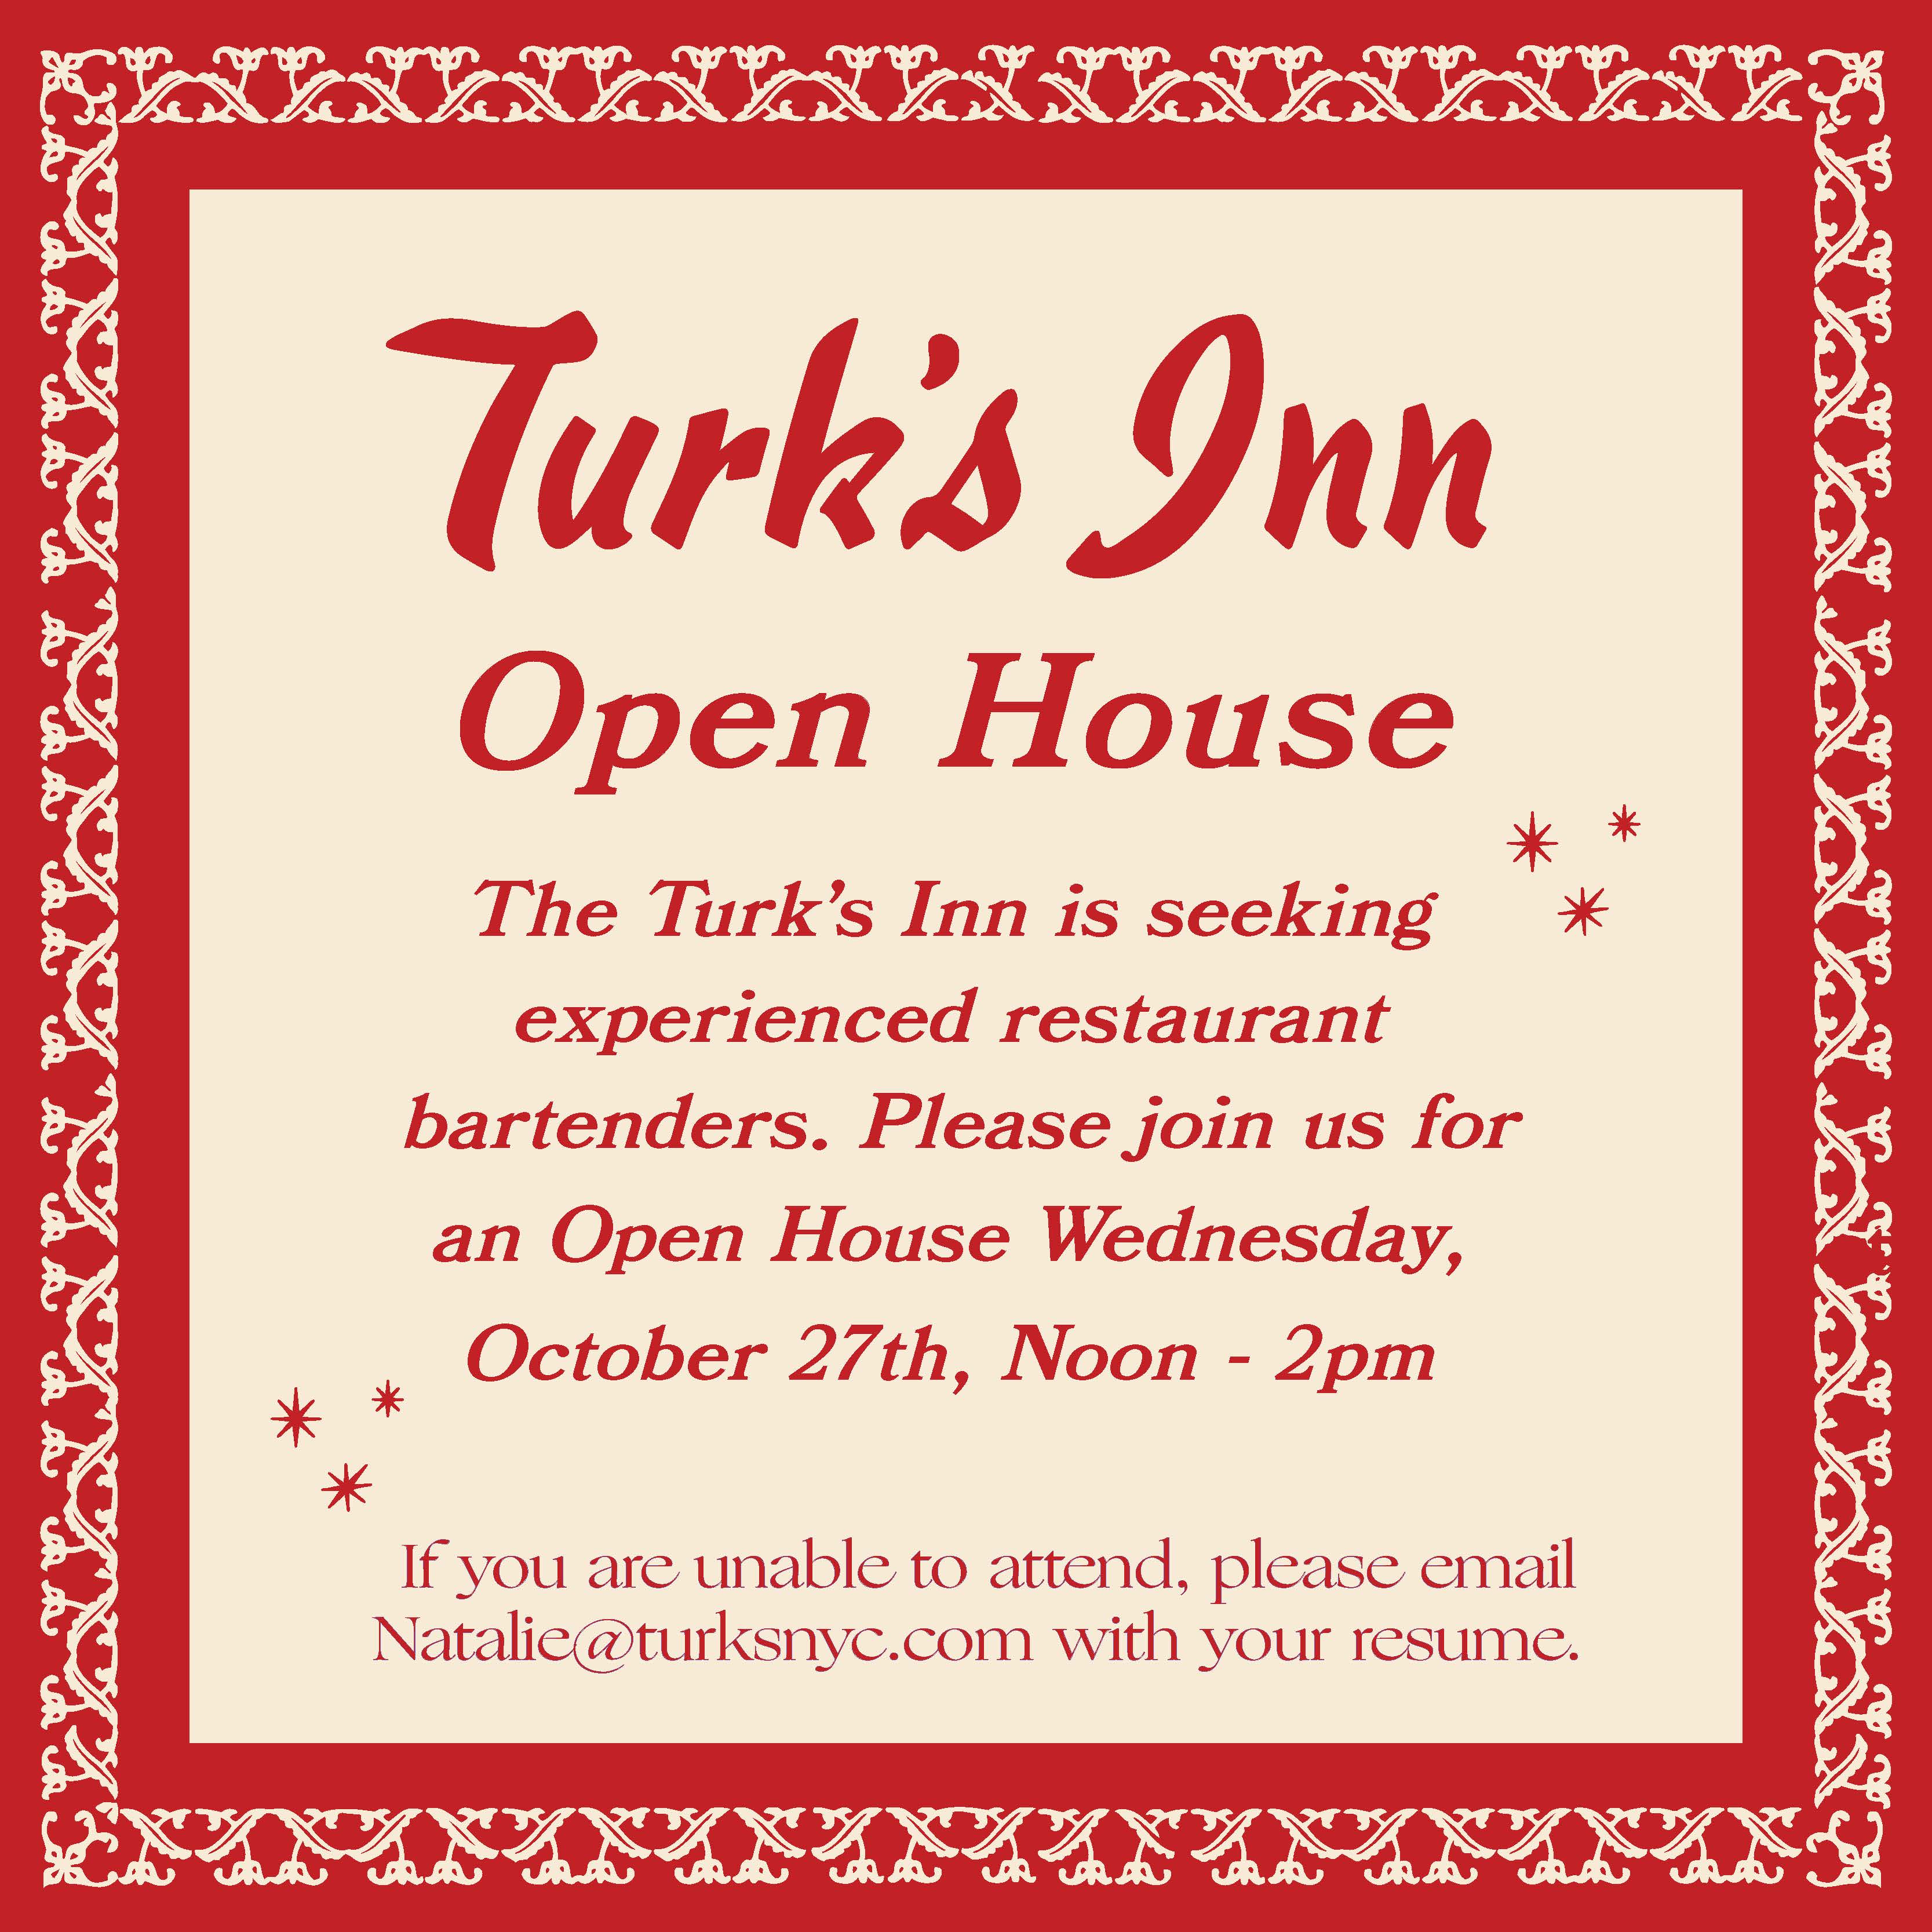 Turk's Inn
Open House
The Turk's Inn is seeking
experienced restaurant
bartenders. Please join us for
an Open House Wednesday,
October 27th, Noon - 2pm
If you are unable to attend, please email
Natalie@turksnyc.com with your resume.